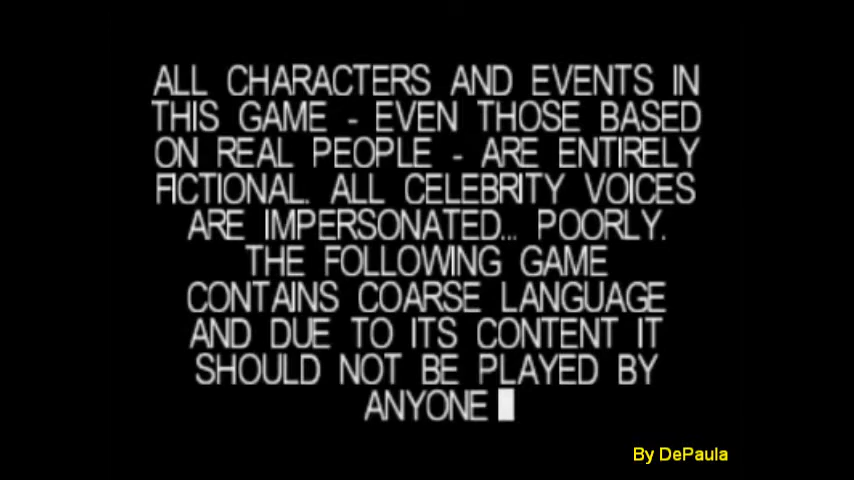 ALL CHARACTERS AND EVENTS IN
THIS GAME - EVEN THOSE BASED
ON REAL PEOPLE - ARE ENTIRELY
FICTIONAL. ALL CELEBRITY VOICES
ARE IMPERSONATED... POORLY.
THE FOLLOWING GAME
CONTAINS COARSE LANGUAGE
AND DUE TO ITS CONTENT IT
SHOULD NOT BE PLAYED BY
ANYONE
By DePaula